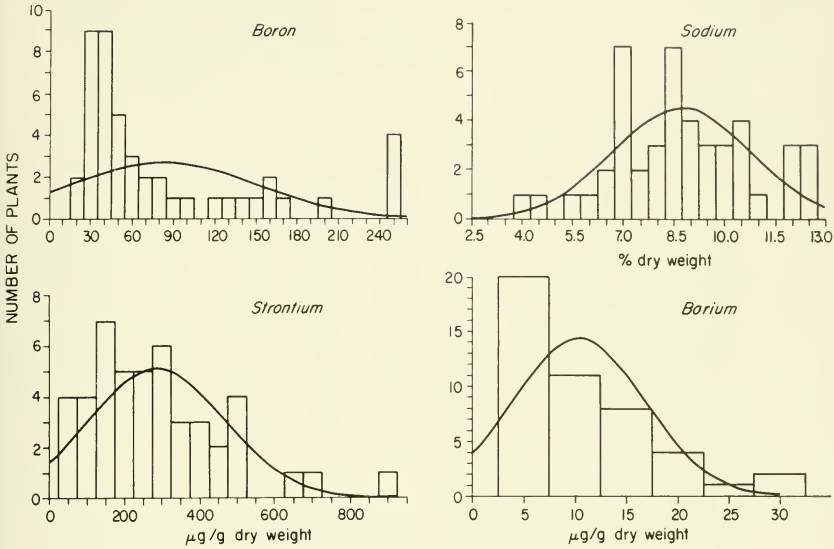 NUMBER OF PLANTS
Boron
10
8
6
4
2
0
0 30 60 90 120 150 180 210 240
Sodium
8
6
4
2
0
2.5 4.0 5.5 7.0 8.5 10.0 11.5 13.0
% dry weight
Strontium
8
6
4
2
0
0 200 400 600 800
μg/g dry weight
Barium
20
15
10
5
0
0 5 10 15 20 25 30
μg/g dry weight